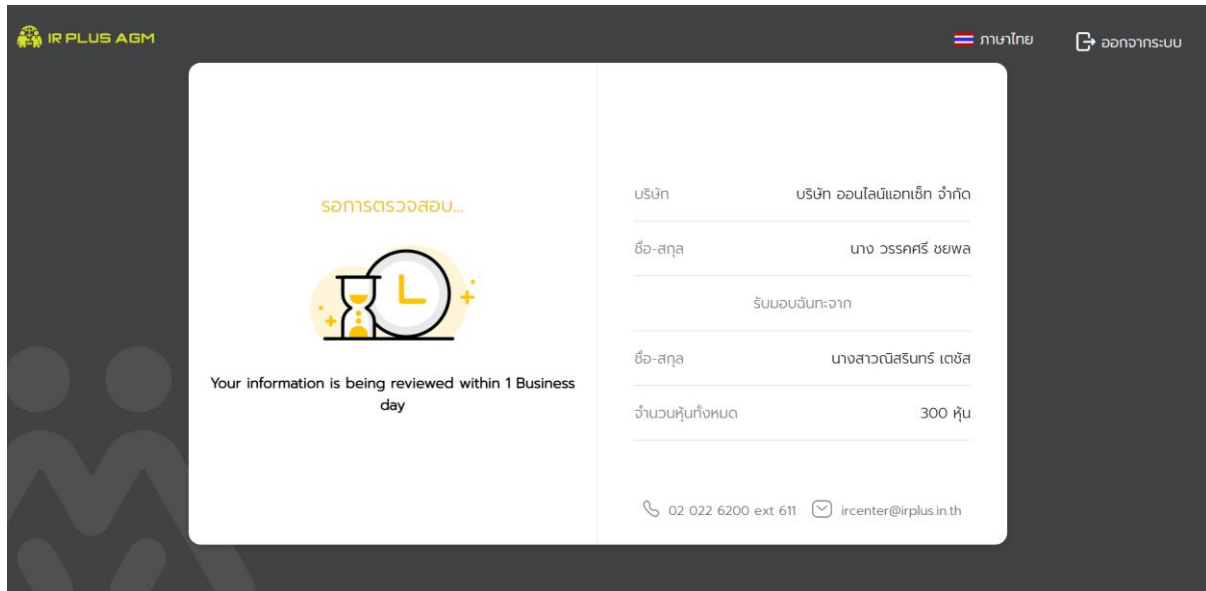 IR PLUS AGM
ภาษาไทย
ออกจากระบบ
รอการตรวจสอบ...
Your information is being reviewed within 1 Business
day
บริษัท บริษัท ออนไลน์แอทเซ็ท จำกัด
ชื่อ-สกุล นาง วรรคศรี ชยพล
รับมอบฉันทะจาก
ชื่อ-สกุล นางสาวณิสรินทร์ เตชัส
จำนวนหุ้นทั้งหมด 300 หุ้น
02 022 6200 ext 611 ircenter@irplus.in.th